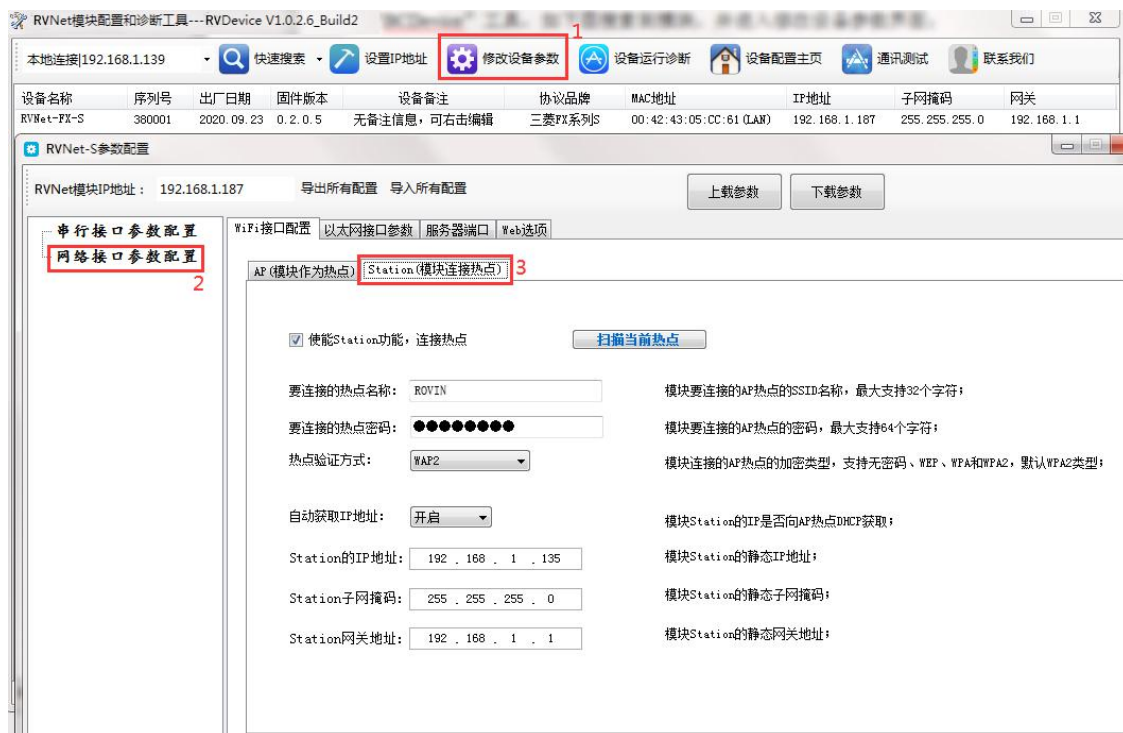 RVNet模块配置和诊断工具---RVDevice V1.0.2.6_Build2
1
本地连接|192.168.1.139 快速搜索 设置IP地址 修改设备参数 设备运行诊断 设备配置主页 通讯测试 联系我们
设备名称 序列号 出厂日期 固件版本 设备备注 协议品牌 MAC地址 IP地址 子网掩码 网关
RVNet-FX-S 380001 2020.09.23 0.2.0.5 无备注信息，可右击编辑 三菱FX系列S 00:42:43:05:CC:61(LAN) 192.168.1.187 255.255.255.0 192.168.1.1
RVNet-S参数配置
RVNet模块IP地址： 192.168.1.187 导出所有配置 导入所有配置 上载参数 下载参数
串行接口参数配置
网络接口参数配置
2
WiFi接口配置 以太网接口参数 服务器端口 Web选项
AP(模块作为热点) Station(模块连接热点) 3
使能Station功能，连接热点 扫描当前热点
要连接的热点名称： ROVIN 模块要连接的AP热点的SSID名称，最大支持32个字符；
要连接的热点密码： ●●●●●●●● 模块要连接的AP热点的密码，最大支持64个字符；
热点验证方式： WAP2 模块连接的AP热点的加密类型，支持无密码、WEP、WPA和WPA2，默认WPA2类型；
自动获取IP地址： 开启 模块Station的IP是否向AP热点DHCP获取；
Station的IP地址： 192 . 168 . 1 . 135 模块Station的静态IP地址；
Station子网掩码： 255 . 255 . 255 . 0 模块Station的静态子网掩码；
Station网关地址： 192 . 168 . 1 . 1 模块Station的静态网关地址；